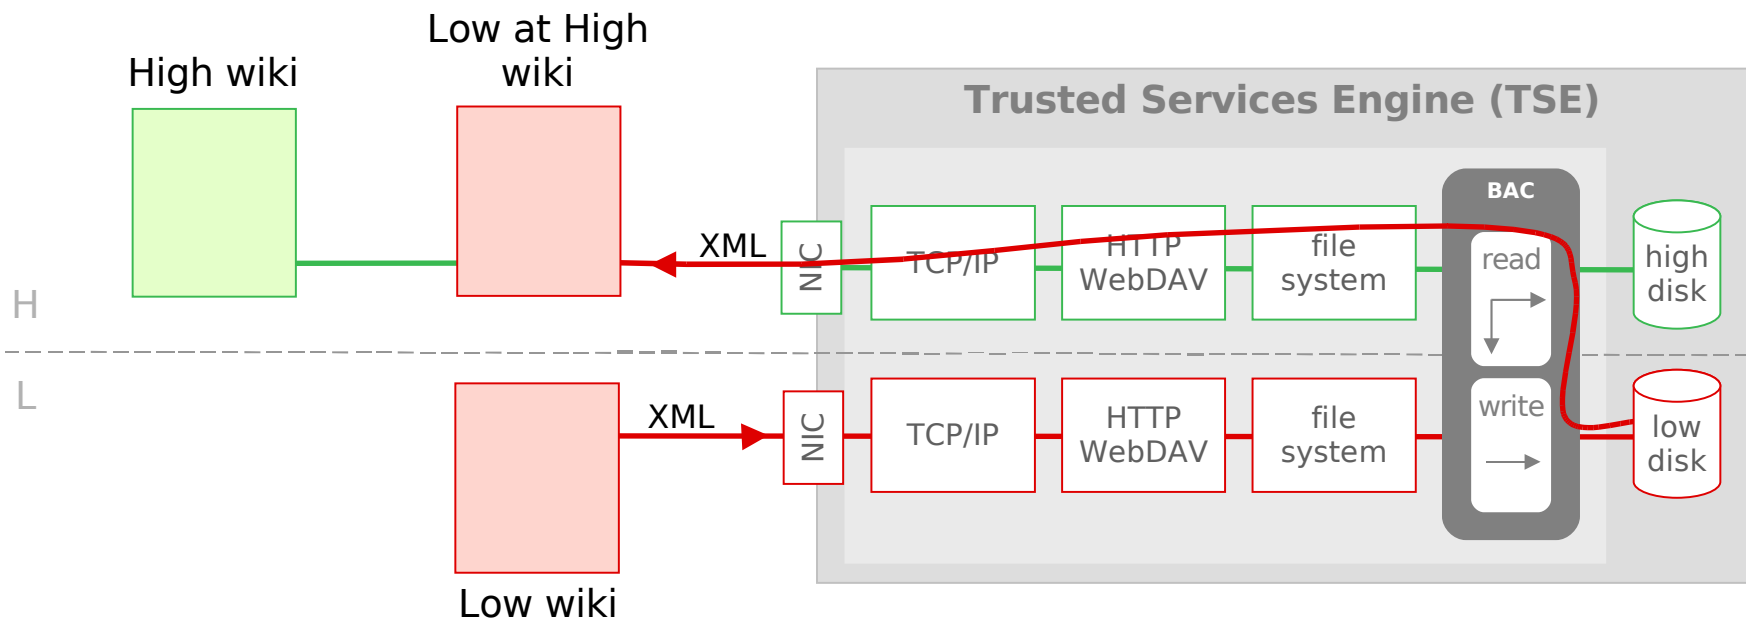 Low at High
wiki
High wiki
Trusted Services Engine (TSE)
BAC
XML
NIC
TCP/IP
HTTP
WebDAV
file
system
read
high
disk
H
L
XML
NIC
TCP/IP
HTTP
WebDAV
file
system
write
low
disk
Low wiki